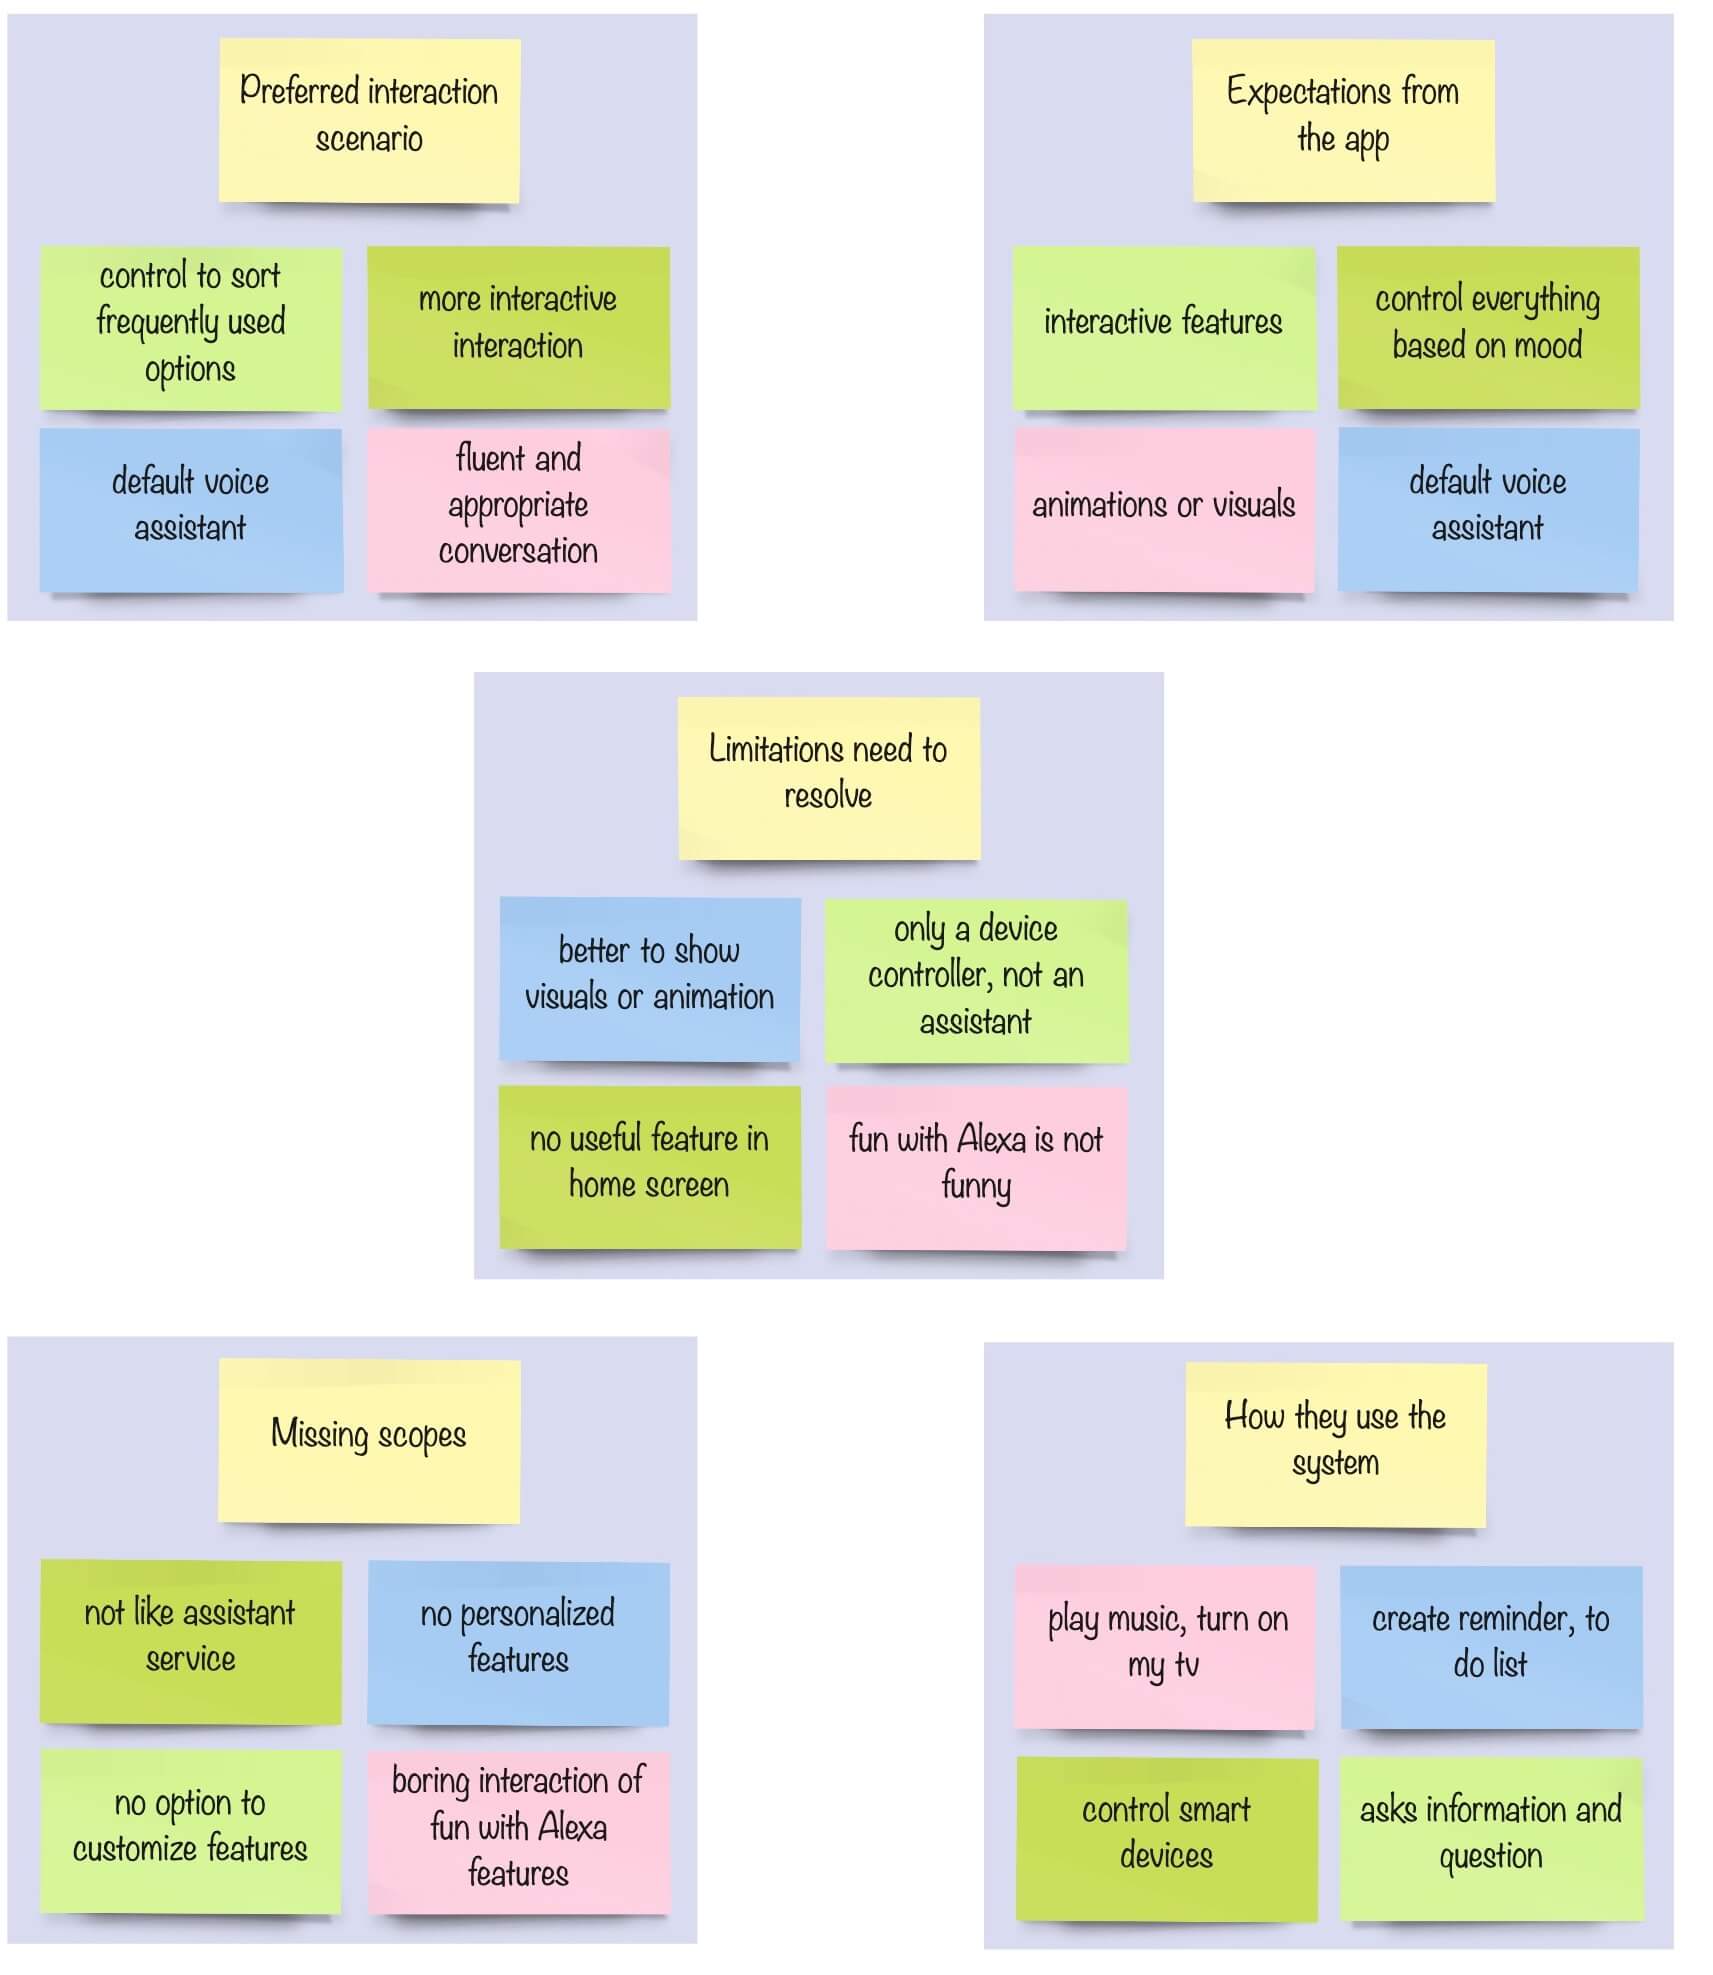 Preferred interaction
scenario
control to sort
frequently used
options
more interactive
interaction
default voice
assistant
fluent and
appropriate
conversation
Expectations from
the app
interactive features
control everything
based on mood
animations or visuals
default voice
assistant
Limitations need to
resolve
better to show
visuals or animation
only a device
controller, not an
assistant
no useful feature in
home screen
fun with Alexa is not
funny
Missing scopes
not like assistant
service
no personalized
features
no option to
customize features
boring interaction of
fun with Alexa
features
How they use the
system
play music, turn on
my tv
create reminder, to
do list
control smart
devices
asks information and
question